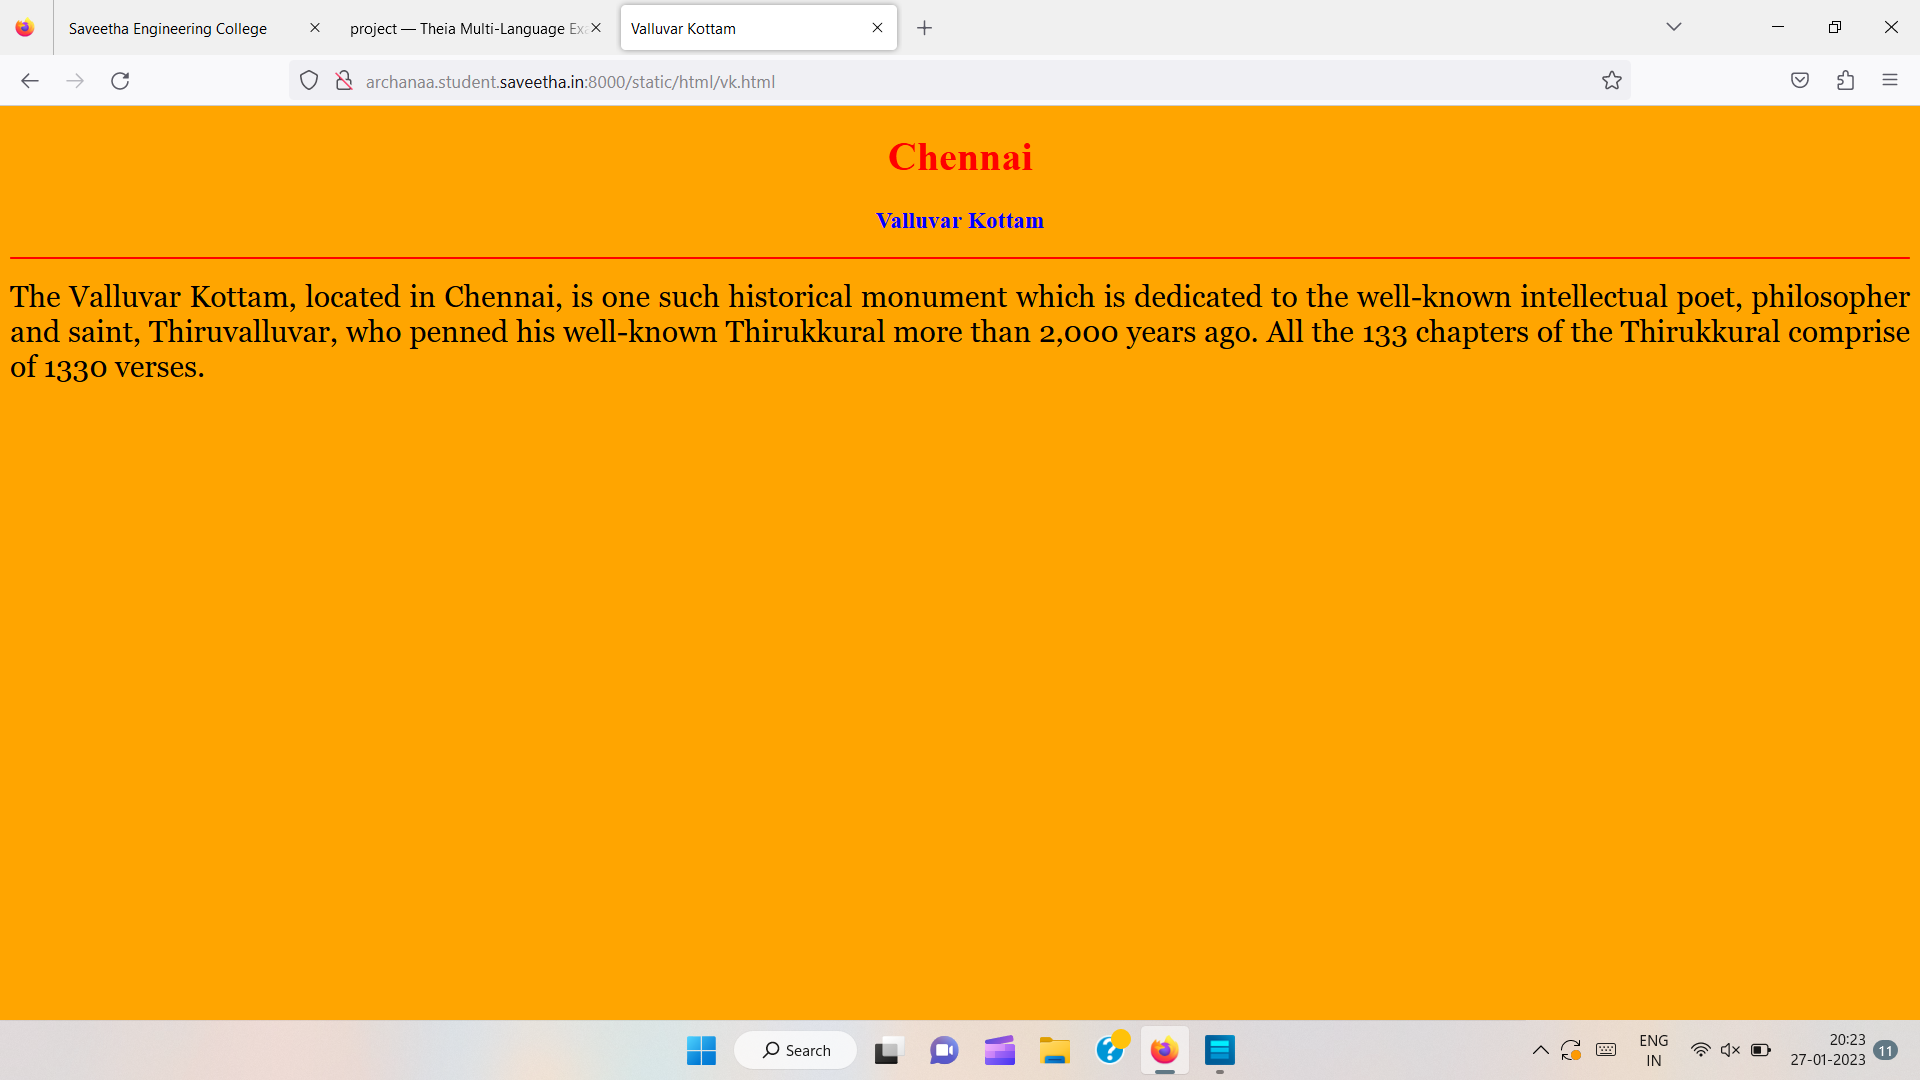 Saveetha Engineering College
project — Theia Multi-Language Exa
Valluvar Kottam
archanaa.student.saveetha.in:8000/static/html/vk.html
Chennai
Valluvar Kottam
The Valluvar Kottam, located in Chennai, is one such historical monument which is dedicated to the well-known intellectual poet, philosopher
and saint, Thiruvalluvar, who penned his well-known Thirukkural more than 2,000 years ago. All the 133 chapters of the Thirukkural comprise
of 1330 verses.
Search
ENG
IN
20:23
27-01-2023
11